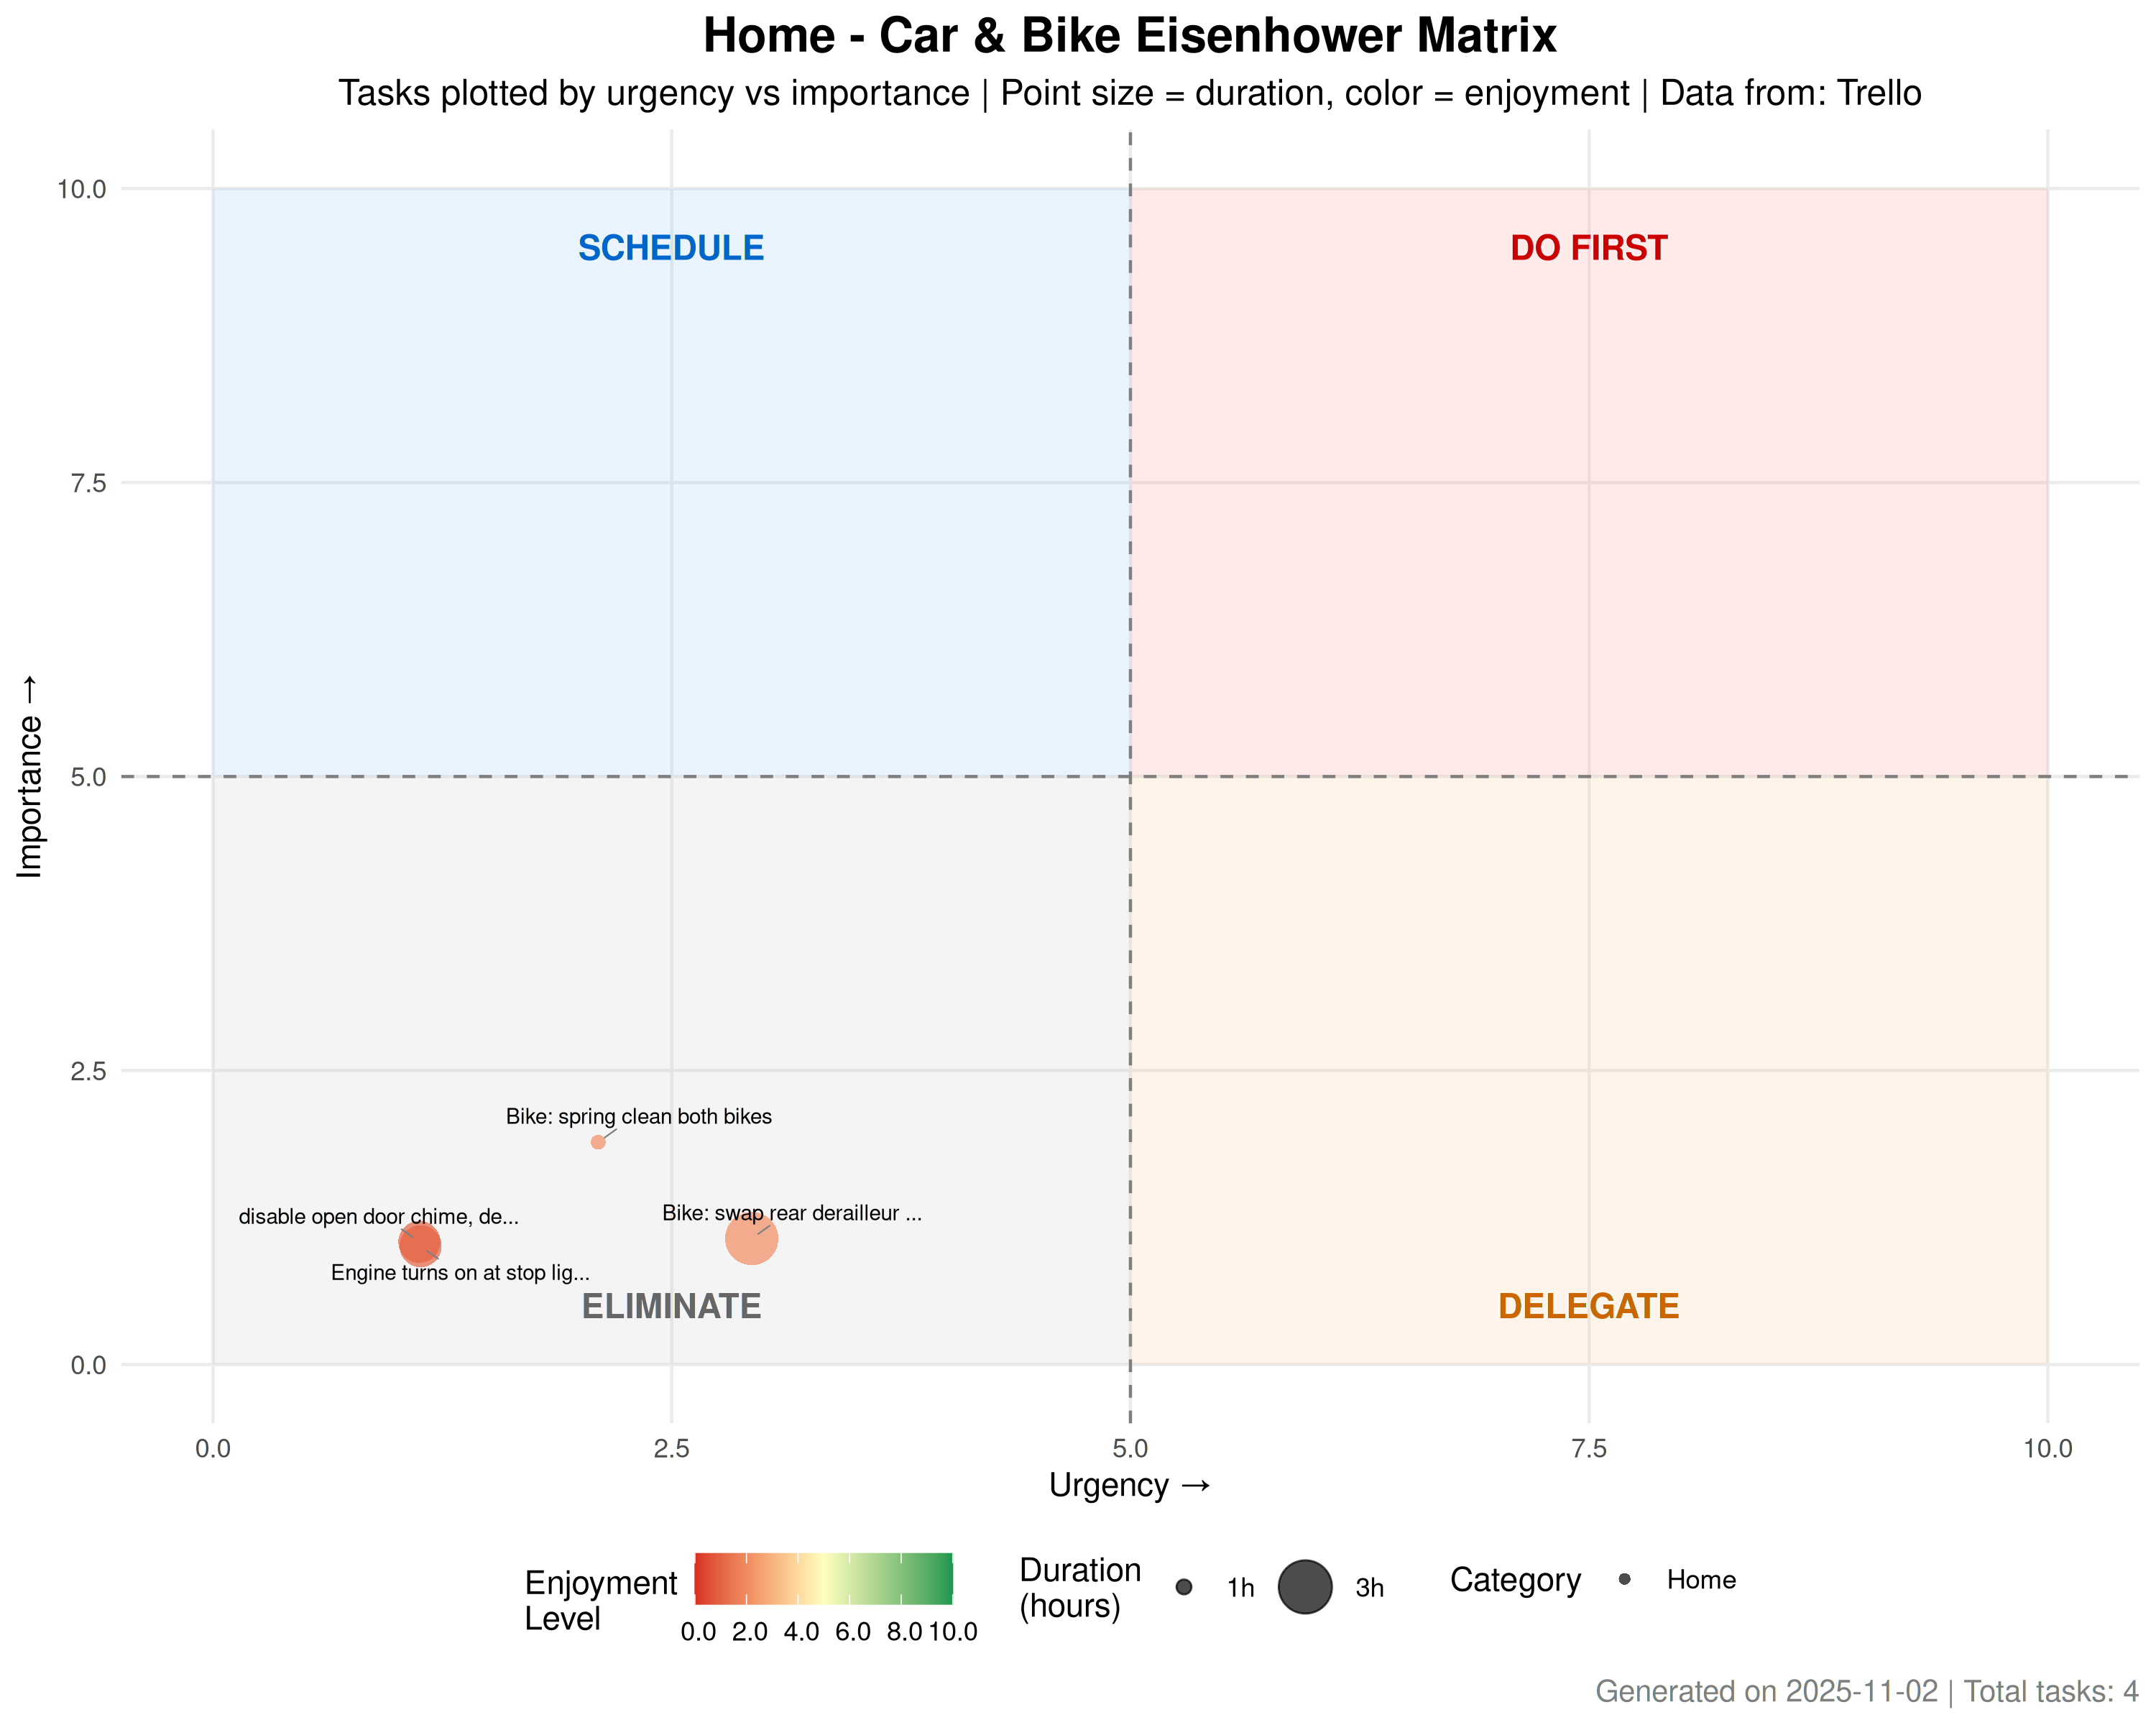 Home - Car & Bike Eisenhower Matrix
Tasks plotted by urgency vs importance | Point size = duration, color = enjoyment | Data from: Trello
10.0
SCHEDULE
DO FIRST
7.5
Importance →
5.0
2.5
Bike: spring clean both bikes
disable open door chime, de...
Bike: swap rear derailleur ...
Engine turns on at stop lig...
ELIMINATE
DELEGATE
0.0
0.0 2.5 5.0 7.5 10.0
Urgency →
Enjoyment
Level
0.0 2.0 4.0 6.0 8.0 10.0
Duration
(hours)
1h 3h
Category
Home
Generated on 2025-11-02 | Total tasks: 4